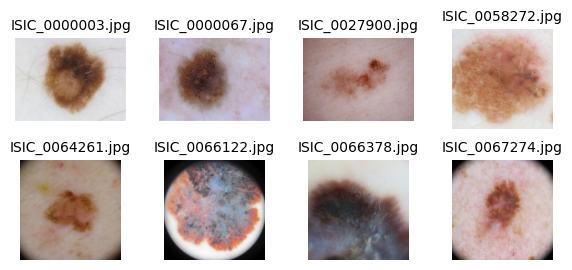 ISIC_0000003.jpg
ISIC_0000067.jpg
ISIC_0027900.jpg
ISIC_0058272.jpg
ISIC_0064261.jpg
ISIC_0066122.jpg
ISIC_0066378.jpg
ISIC_0067274.jpg